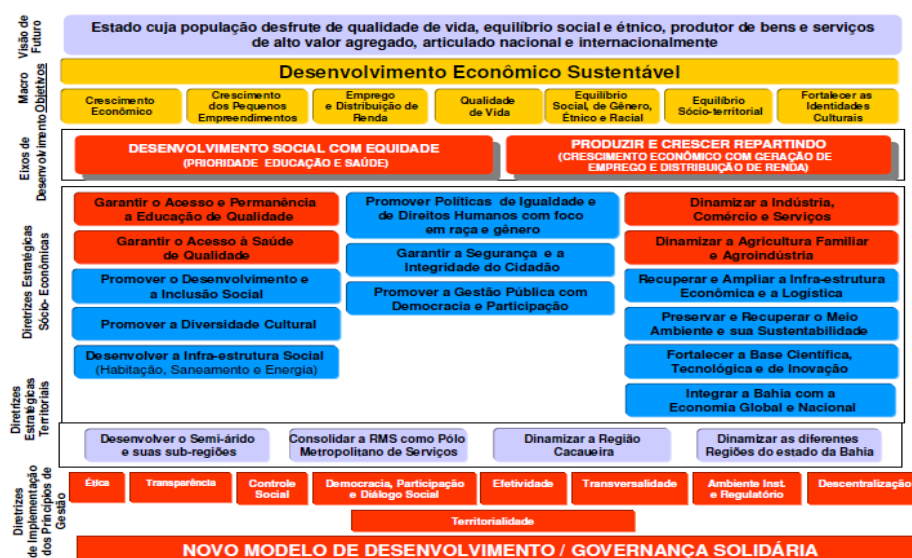 Visão de
Futuro
Estado cuja população desfrute de qualidade de vida, equilíbrio social e étnico, produtor de bens e serviços
de alto valor agregado, articulado nacional e internacionalmente
Macro
Objetivos
Desenvolvimento Econômico Sustentável
Crescimento
Econômico
Crescimento
dos Pequenos
Empreendimentos
Emprego
e Distribuição de
Renda
Qualidade
de Vida
Equilíbrio
Social, de Gênero,
Étnico e Racial
Equilíbrio
Sócio-territorial
Fortalecer as
Identidades
Culturais
Eixos de
Desenvolvimento
DESENVOLVIMENTO SOCIAL COM EQUIDADE
(PRIORIDADE EDUCAÇÃO E SAÚDE)
PRODUZIR E CRESCER REPARTINDO
(CRESCIMENTO ECONÔMICO COM GERAÇÃO DE
EMPREGO E DISTRIBUIÇÃO DE RENDA)
Diretrizes Estratégicas
Sócio- Econômicas
Garantir o Acesso e Permanência
a Educação de Qualidade
Garantir o Acesso à Saúde
de Qualidade
Promover o Desenvolvimento e
a Inclusão Social
Promover a Diversidade Cultural
Desenvolver a Infra-estrutura Social
(Habitação, Saneamento e Energia)
Promover Políticas de Igualdade e
de Direitos Humanos com foco
em raça e gênero
Garantir a Segurança e a
Integridade do Cidadão
Promover a Gestão Pública com
Democracia e Participação
Dinamizar a Indústria,
Comércio e Serviços
Dinamizar a Agricultura Familiar
e Agroindústria
Recuperar e Ampliar a Infra-estrutura
Econômica e a Logística
Preservar e Recuperar o Meio
Ambiente e sua Sustentabilidade
Fortalecer a Base Científica,
Tecnológica e de Inovação
Integrar a Bahia com a
Economia Global e Nacional
Diretrizes
Estratégicas
Territoriais
Desenvolver o Semi-árido
e suas sub-regiões
Consolidar a RMS como Pólo
Metropolitano de Serviços
Dinamizar a Região
Cacaueira
Dinamizar as diferentes
Regiões do estado da Bahia
Diretrizes
de Implementação
dos Princípios de
Gestão
Ética
Transparência
Controle
Social
Democracia, Participação
e Diálogo Social
Efetividade
Transversalidade
Ambiente Inst.
e Regulatório
Descentralização
Territorialidade
NOVO MODELO DE DESENVOLVIMENTO / GOVERNANÇA SOLIDÁRIA